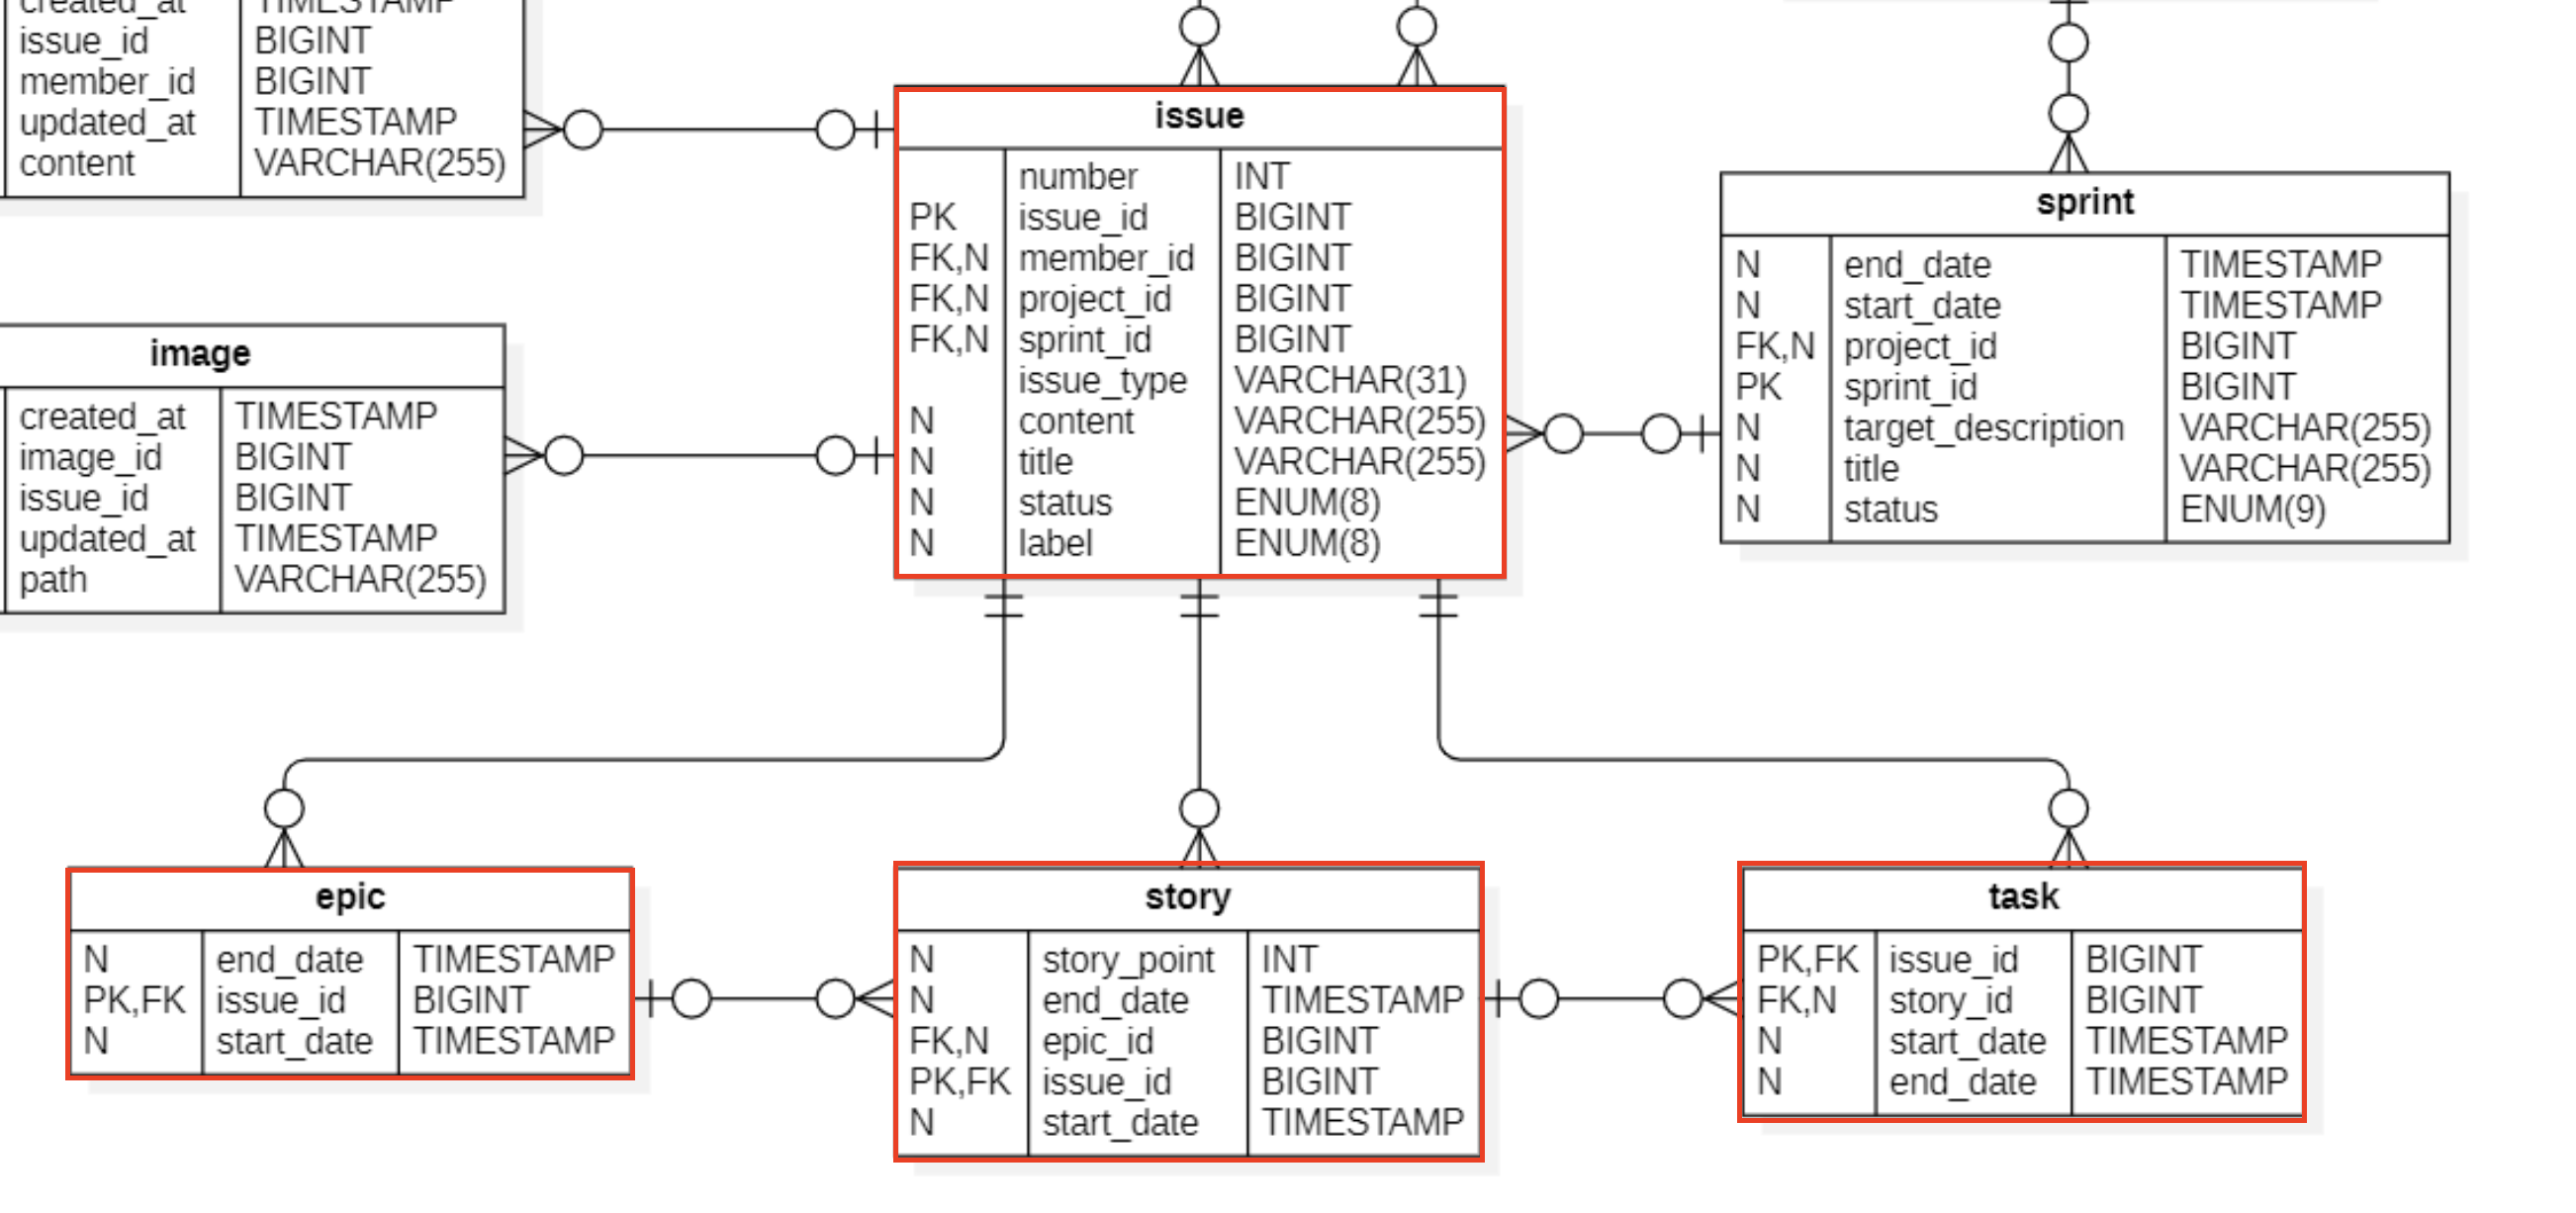 created_at TIMESTAMP
issue_id BIGINT
member_id BIGINT
updated_at TIMESTAMP
content VARCHAR(255)
image
created_at TIMESTAMP
image_id BIGINT
issue_id BIGINT
updated_at TIMESTAMP
path VARCHAR(255)
issue
number INT
PK issue_id BIGINT
FK,N member_id BIGINT
FK,N project_id BIGINT
FK,N sprint_id BIGINT
issue_type VARCHAR(31)
N content VARCHAR(255)
N title VARCHAR(255)
N status ENUM(8)
N label ENUM(8)
sprint
N end_date TIMESTAMP
N start_date TIMESTAMP
FK,N project_id BIGINT
PK sprint_id BIGINT
N target_description VARCHAR(255)
N title VARCHAR(255)
N status ENUM(9)
epic
N end_date TIMESTAMP
PK,FK issue_id BIGINT
N start_date TIMESTAMP
story
N story_point INT
N end_date TIMESTAMP
FK,N epic_id BIGINT
PK,FK issue_id BIGINT
N start_date TIMESTAMP
task
PK,FK issue_id BIGINT
FK,N story_id BIGINT
N start_date TIMESTAMP
N end_date TIMESTAMP